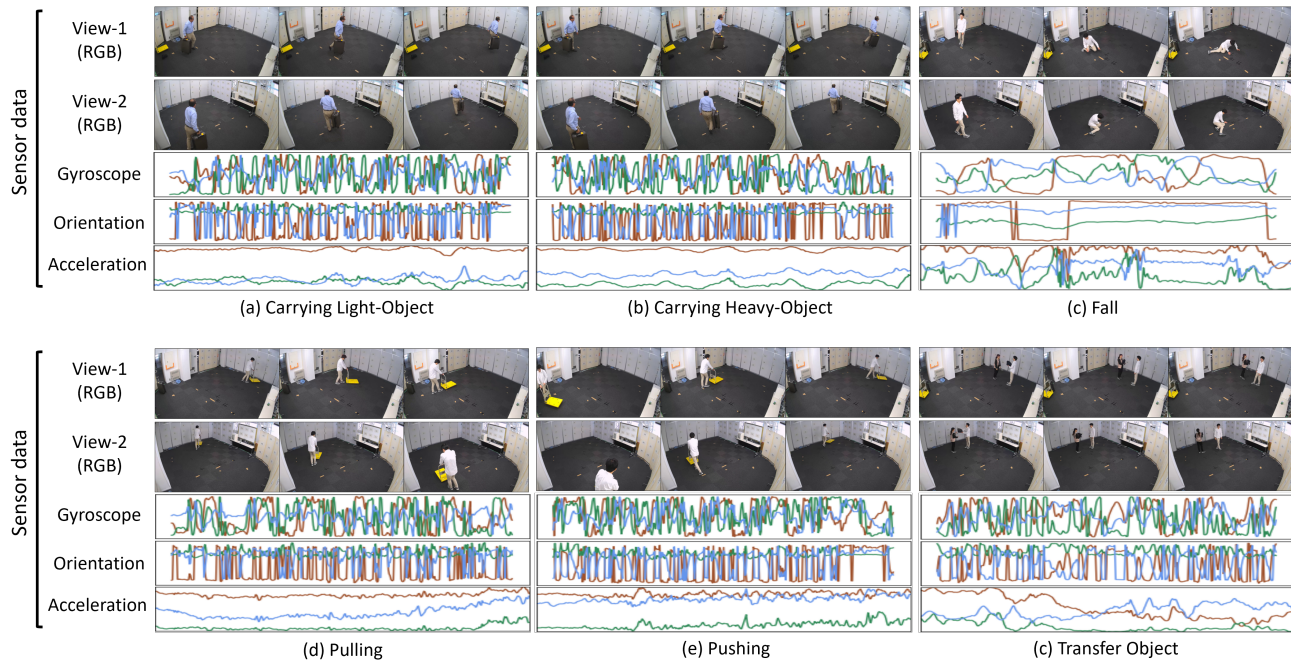 Sensor data
View-1
(RGB)
View-2
(RGB)
Gyroscope
Orientation
Acceleration
(a) Carrying Light-Object
(b) Carrying Heavy-Object
(c) Fall
Sensor data
View-1
(RGB)
View-2
(RGB)
Gyroscope
Orientation
Acceleration
(d) Pulling
(e) Pushing
(c) Transfer Object